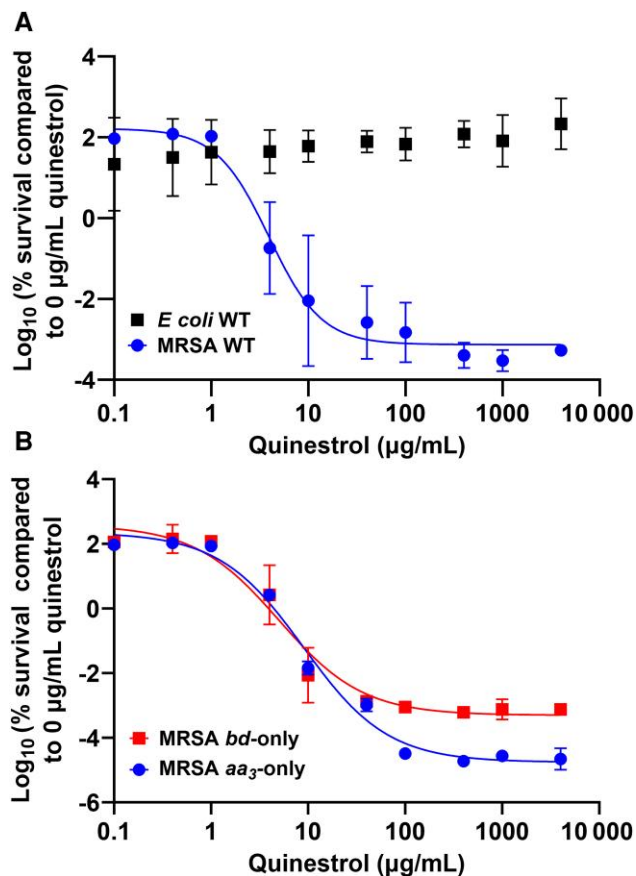 A
Log₁₀ (% survival compared
to 0 µg/mL quinestrol)
4
2
0
-2
-4
E coli WT
MRSA WT
0.1
1
10
100
1000
10 000
Quinestrol (µg/mL)
B
Log₁₀ (% survival compared
to 0 µg/mL quinestrol
4
2
0
-2
-4
-6
MRSA bd-only
MRSA aa₃-only
0.1
1
10
100
1000
10 000
Quinestrol (µg/mL)